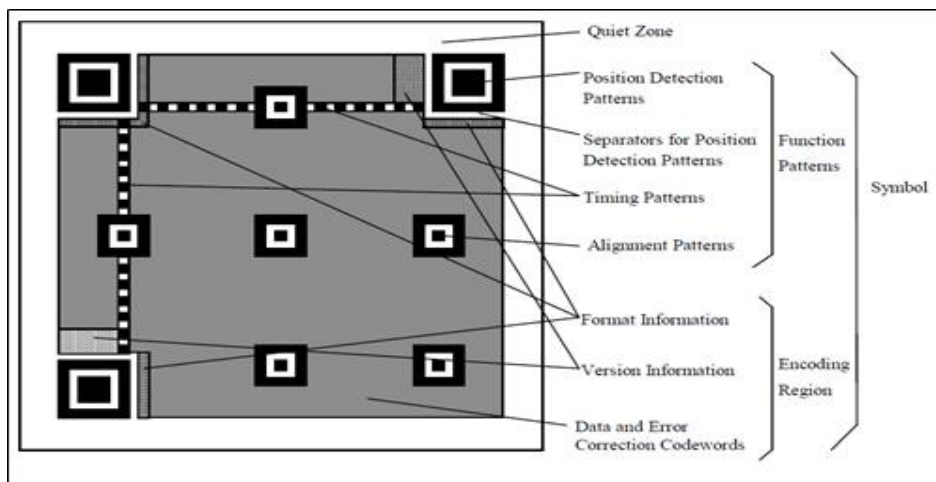 Quiet Zone
Position Detection
Patterns
Separators for Position
Detection Patterns
Function
Patterns
Symbol
Timing Patterns
Alignment Patterns
Format Information
Version Information
Encoding
Region
Data and Error
Correction Codewords